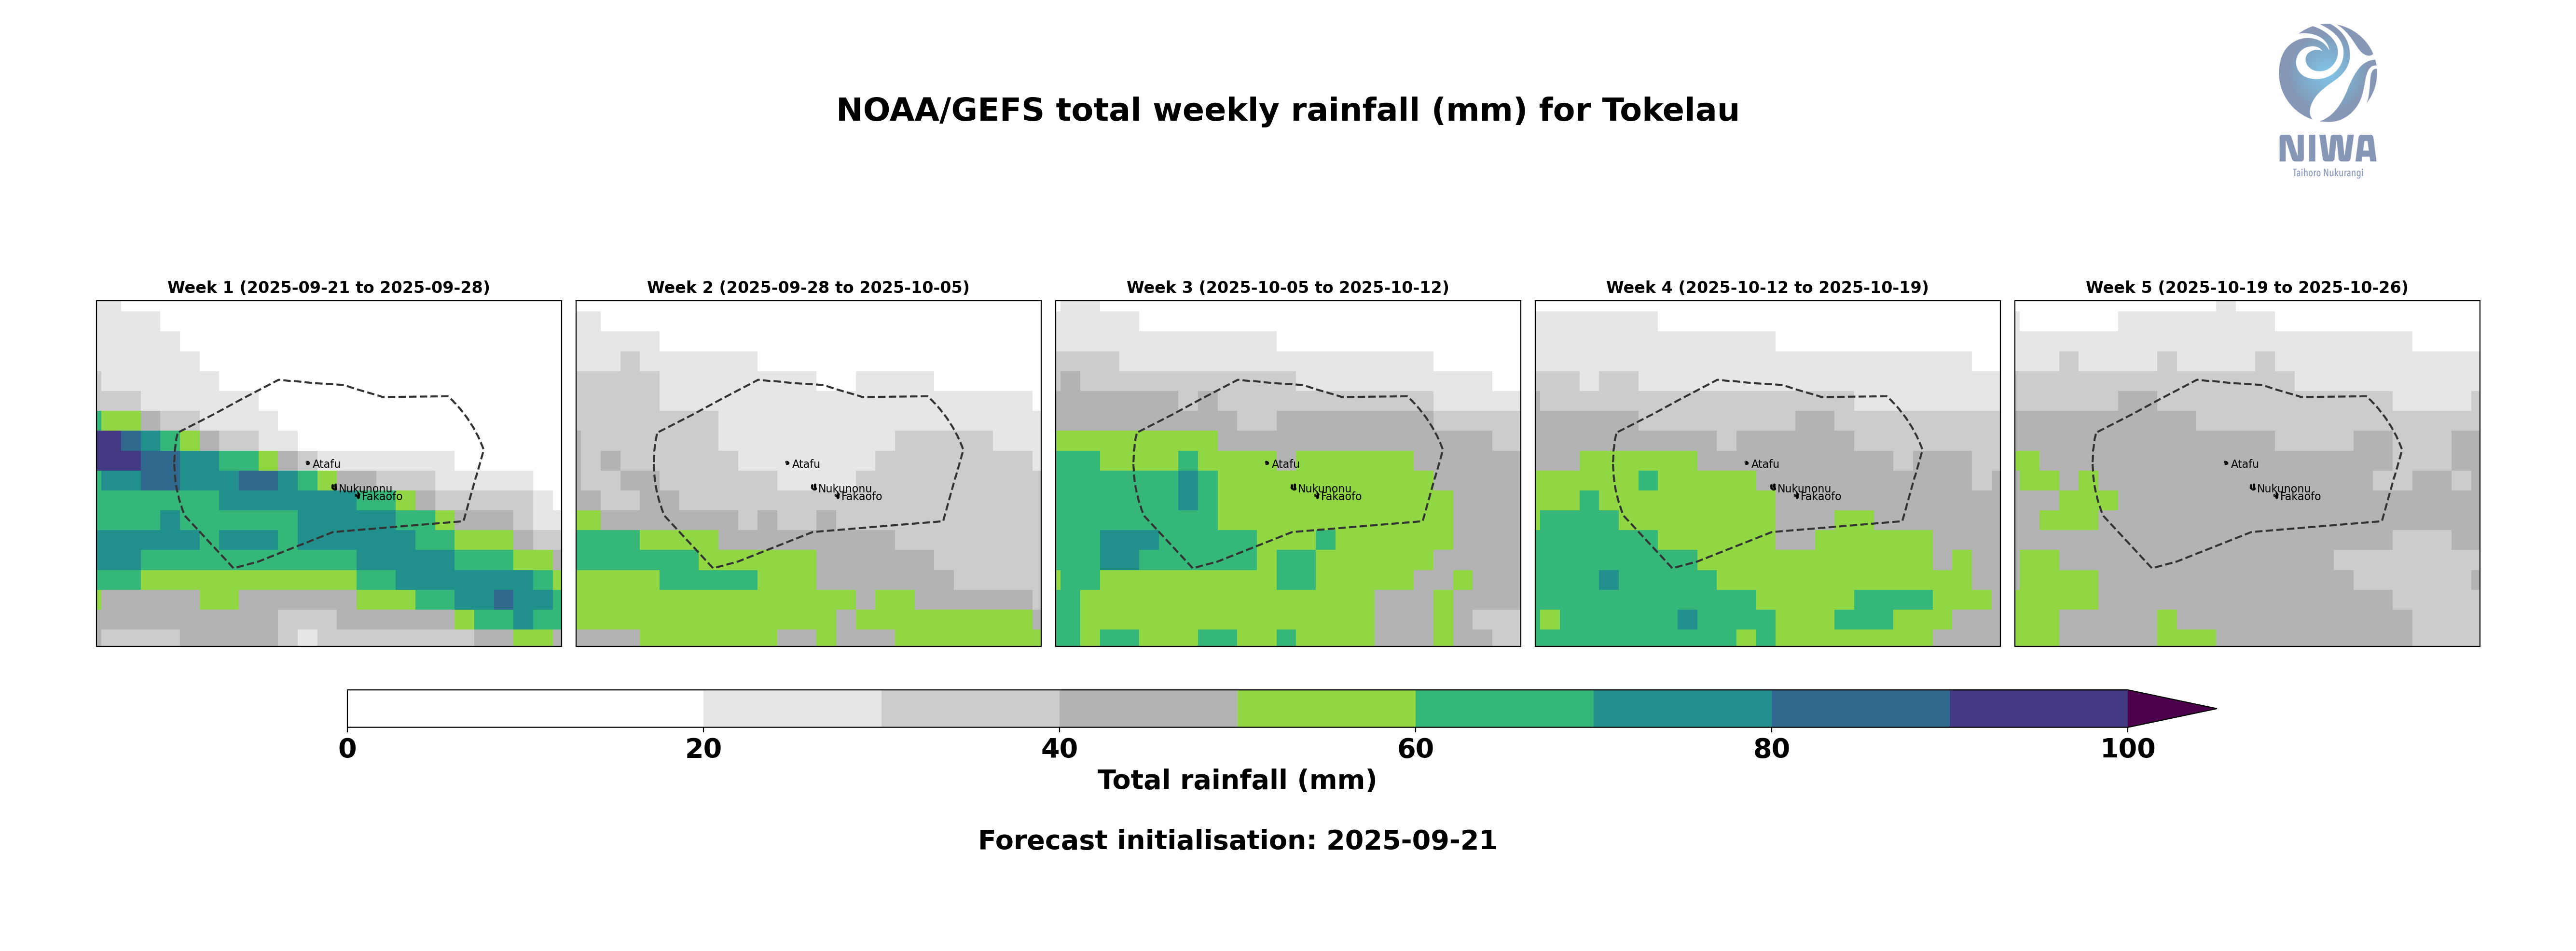 NOAA/GEFS total weekly rainfall (mm) for Tokelau
NIWA
Taihoro Nukurangi
Week 1 (2025-09-21 to 2025-09-28)
Week 2 (2025-09-28 to 2025-10-05)
Week 3 (2025-10-05 to 2025-10-12)
Week 4 (2025-10-12 to 2025-10-19)
Week 5 (2025-10-19 to 2025-10-26)
Atafu
Nukunonu
Fakaofo
Atafu
Nukunonu
Fakaofo
Atafu
Nukunonu
Fakaofo
Atafu
Nukunonu
Fakaofo
Atafu
Nukunonu
Fakaofo
0 20 40 60 80 100
Total rainfall (mm)
Forecast initialisation: 2025-09-21